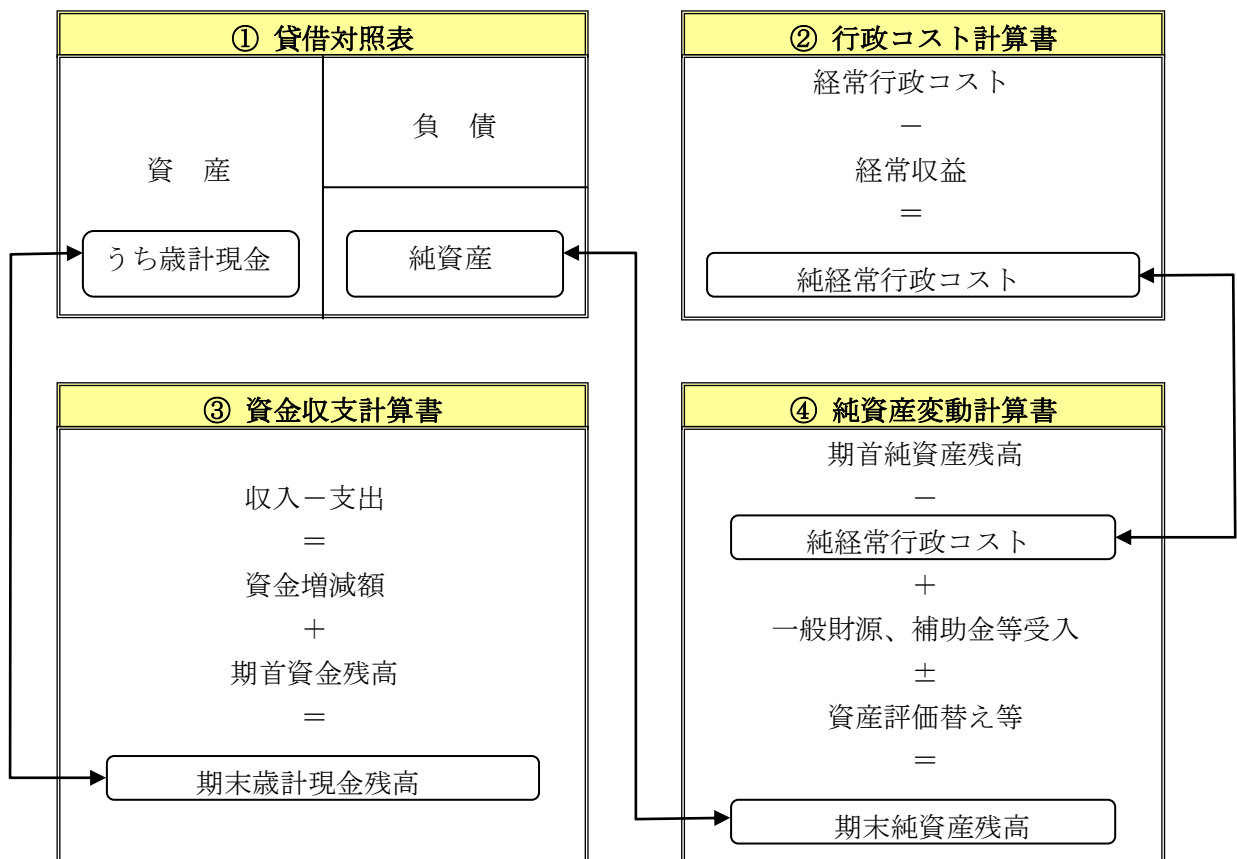 ① 貸借対照表
資　産
負　債
うち歳計現金
純資産
② 行政コスト計算書
経常行政コスト
－
経常収益
＝
純経常行政コスト
③ 資金収支計算書
収入－支出
＝
資金増減額
＋
期首資金残高
＝
期末歳計現金残高
④ 純資産変動計算書
期首純資産残高
－
純経常行政コスト
＋
一般財源、補助金等受入
±
資産評価替え等
＝
期末純資産残高